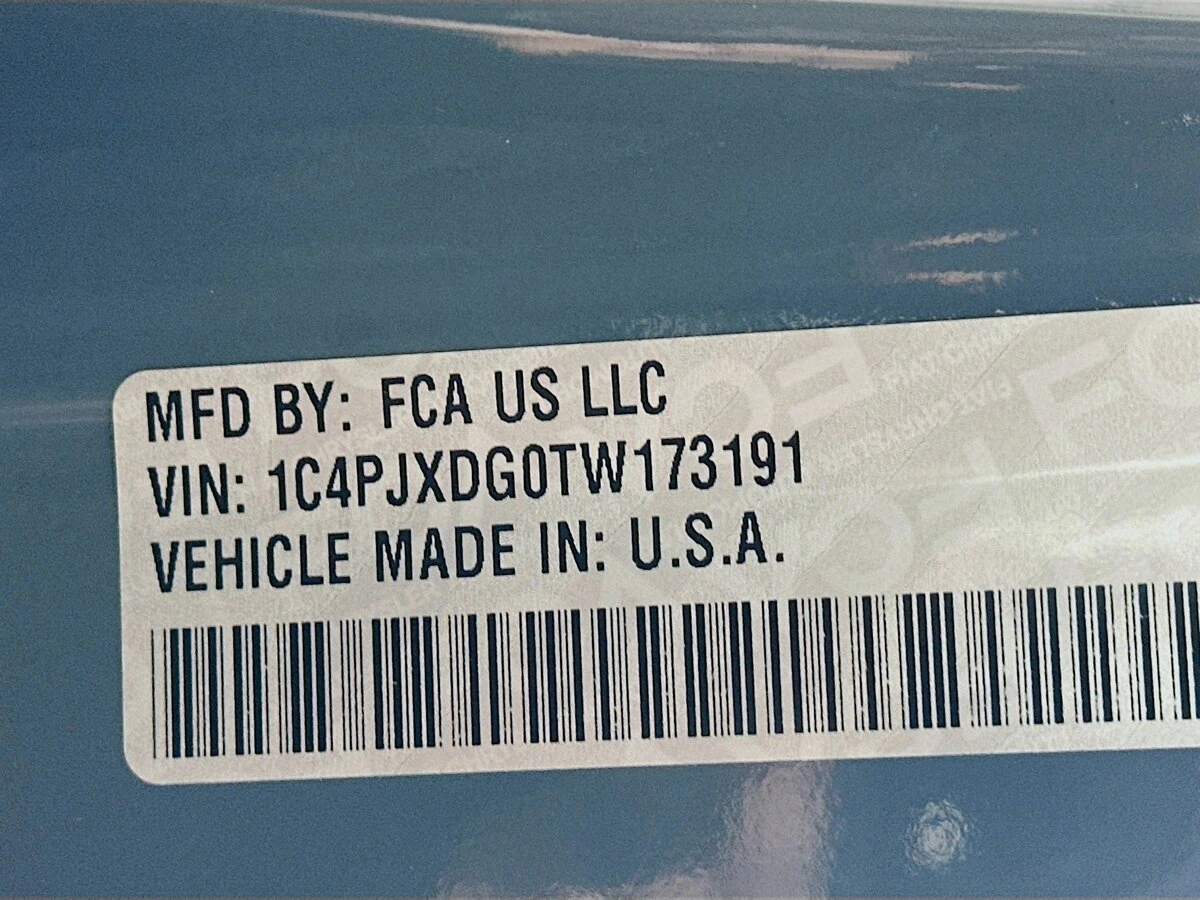 MFD BY: FCA US LLC
VIN: 1C4PJXDG0TW173191
VEHICLE MADE IN: U.S.A.